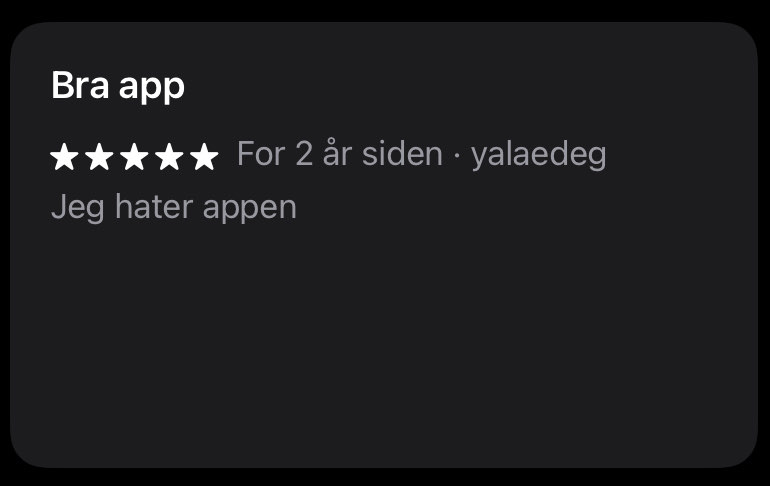 Bra app
★★★★★ For 2 år siden · yalaedeg
Jeg hater appen